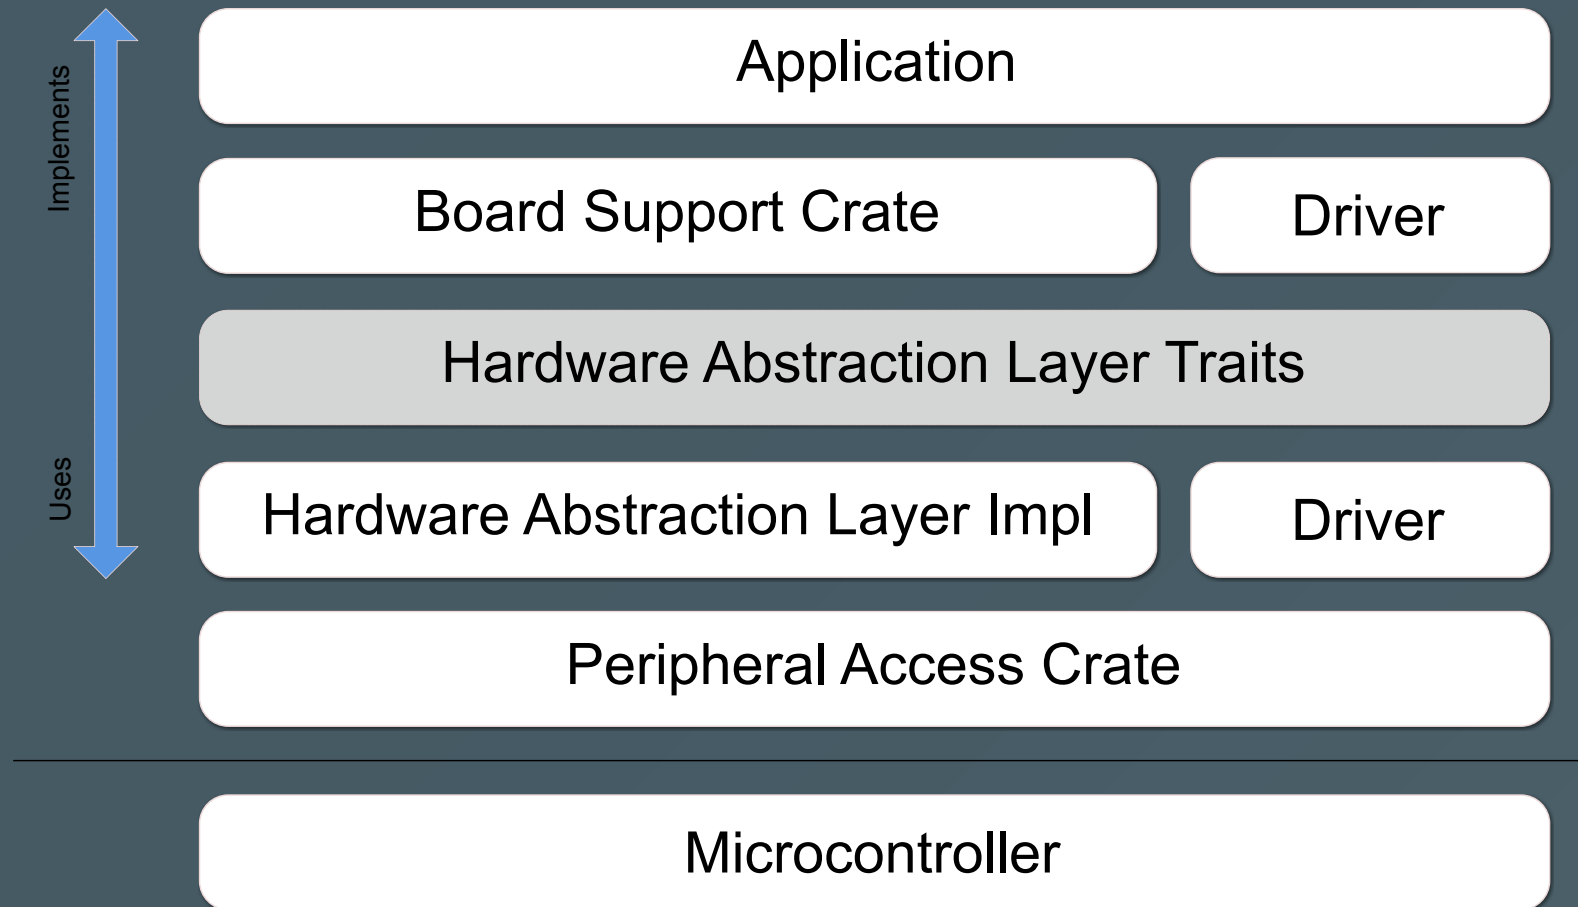 Implements
Uses
Application
Board Support Crate
Driver
Hardware Abstraction Layer Traits
Hardware Abstraction Layer Impl
Driver
Peripheral Access Crate
Microcontroller